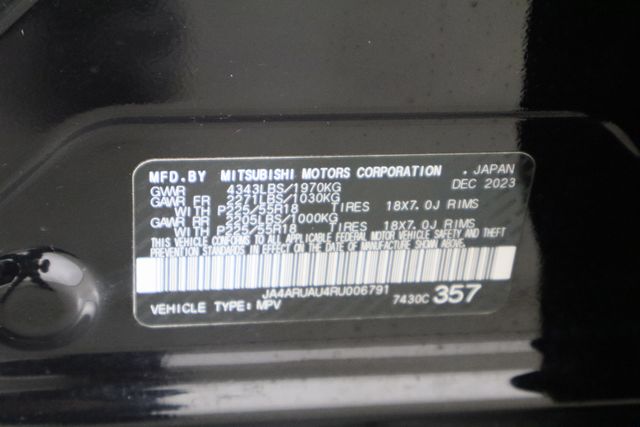 MFD.BY MITSUBISHI MOTORS CORPORATION , JAPAN
GVWR 4343LBS/1970KG DEC 2023
GAWR FR 2271LBS/1030KG
WITH P225/55R18 TIRES 18X7.0J RIMS
GAWR RR 2205LBS/1000KG
WITH P225/55R18 TIRES 18X7.0J RIMS
THIS VEHICLE CONFORMS TO ALL APPLICABLE FEDERAL MOTOR VEHICLE SAFETY AND THEFT
PREVENTION STANDARDS IN EFFECT ON THE DATE OF MANUFACTURE SHOWN ABOVE.
JA4ARUAU4RU006791
VEHICLE TYPE: MPV 7430C 357